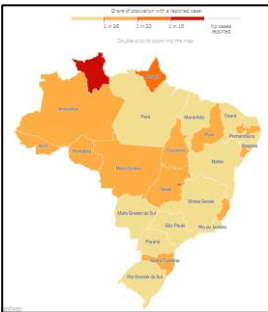 Share of population with a reported case
1 in 26 1 in 20 1 in 15 No cases reported
Double-click to zoom into the map
Amazonas
Pará
Maranhão
Ceará
Piauí
Pernambuco
Alagoas
Acre
Rondônia
Tocantins
Bahia
Mato Grosso
Goiás
Minas Gerais
Mato Grosso do Sul
São Paulo
Rio de Janeiro
Paraná
Santa Catarina
Rio Grande do Sul